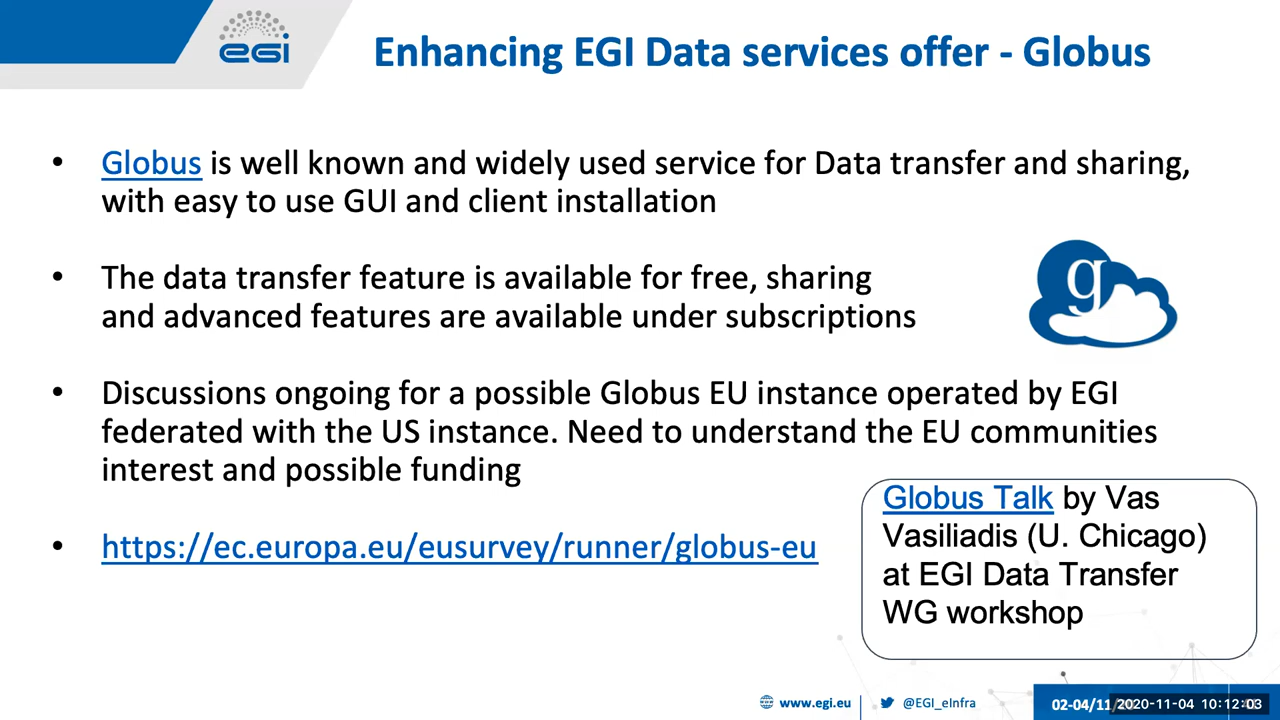 egi
Enhancing EGI Data services offer - Globus
• Globus is well known and widely used service for Data transfer and sharing,
with easy to use GUI and client installation
• The data transfer feature is available for free, sharing
and advanced features are available under subscriptions
g
• Discussions ongoing for a possible Globus EU instance operated by EGI
federated with the US instance. Need to understand the EU communities
interest and possible funding
• https://ec.europa.eu/eusurvey/runner/globus-eu
Globus Talk by Vas
Vasiliadis (U. Chicago)
at EGI Data Transfer
WG workshop
www.egi.eu
@EGI_eInfra
02-04/11/
2020-11-04 10:12:03